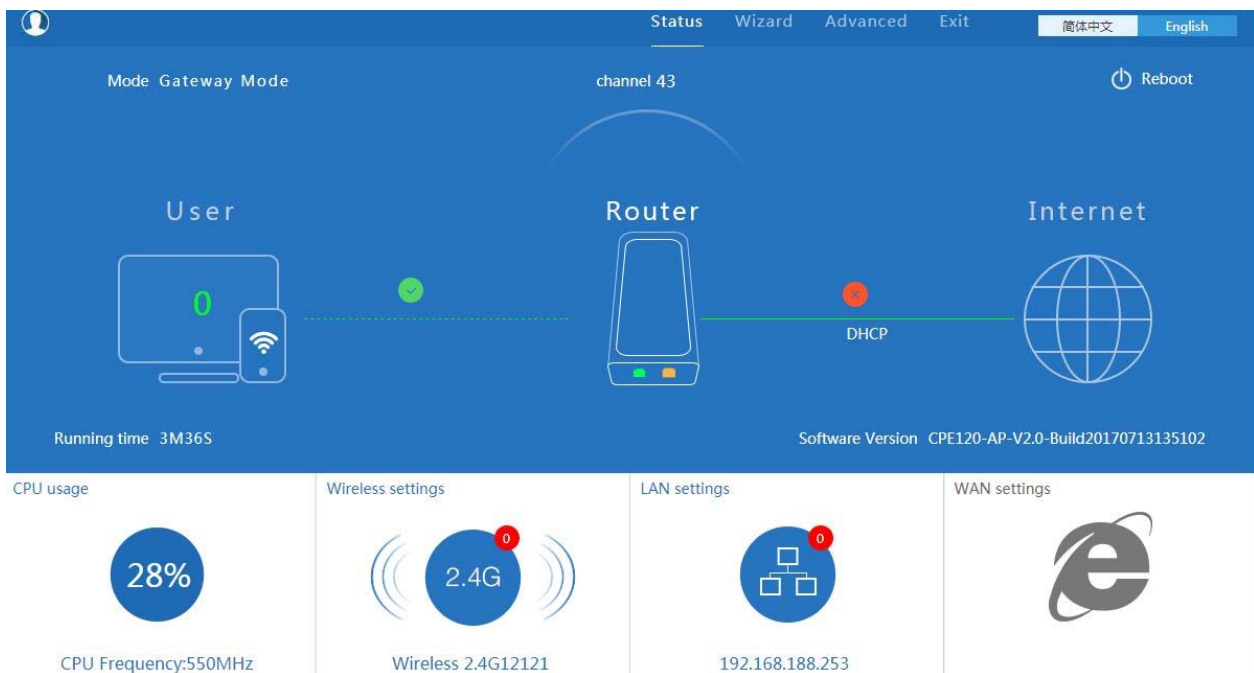 Status Wizard Advanced Exit 简体中文 English
Mode Gateway Mode channel 43 Reboot
User Router Internet
0
DHCP
Running time 3M36S Software Version CPE120-AP-V2.0-Build20170713135102
CPU usage Wireless settings LAN settings WAN settings
0 0
28% 2.4G
CPU Frequency:550MHz Wireless 2.4G12121 192.168.188.253